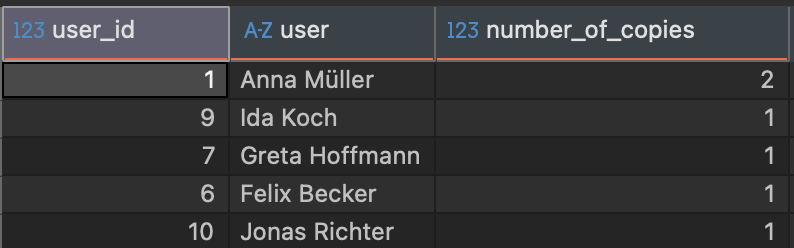 123 user_id A-Z user 123 number_of_copies
1 Anna Müller 2
9 Ida Koch 1
7 Greta Hoffmann 1
6 Felix Becker 1
10 Jonas Richter 1